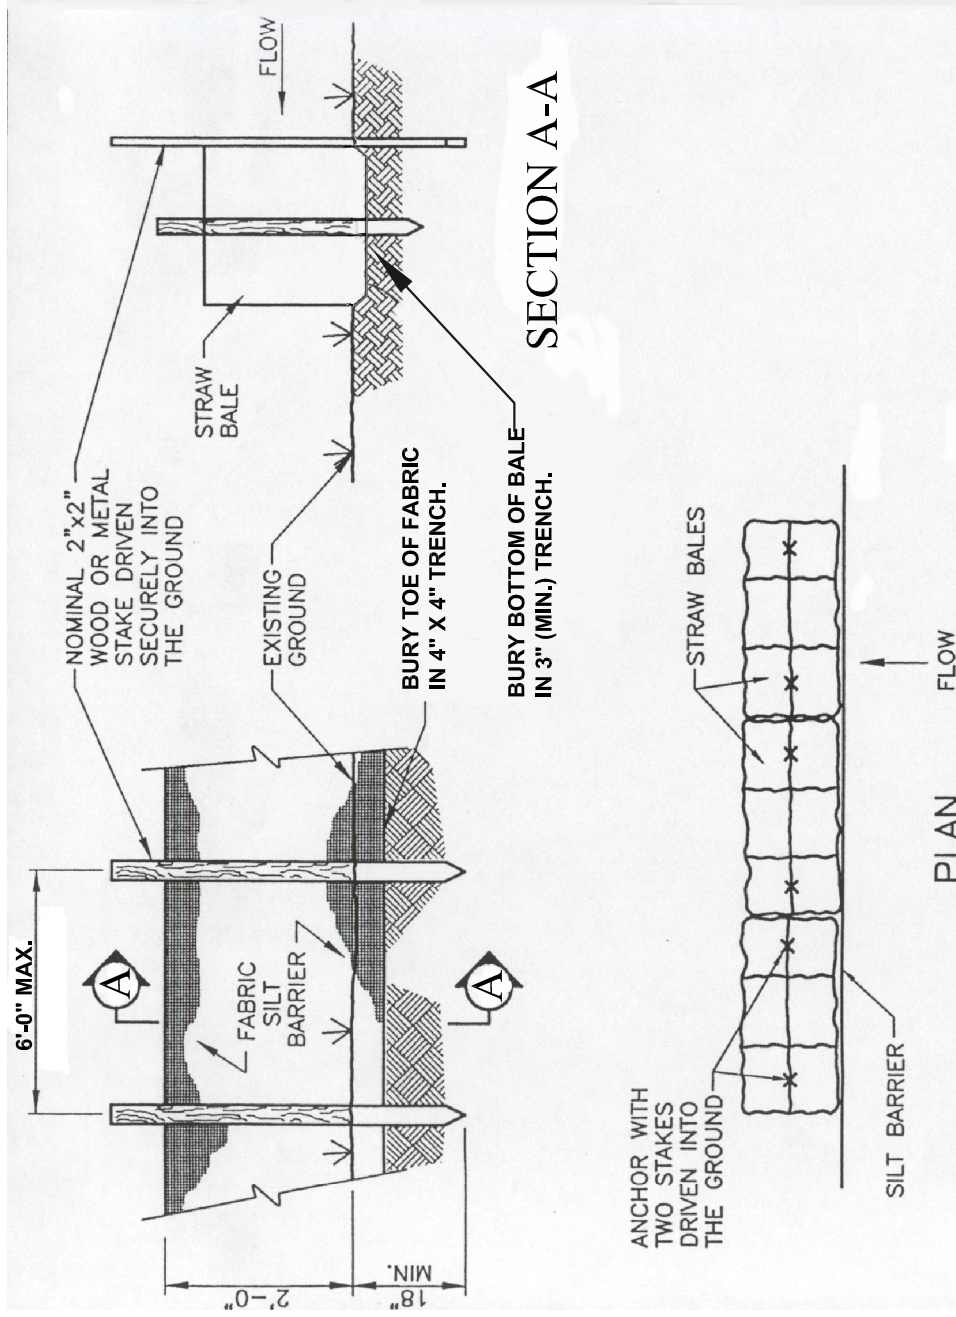 6'-0" MAX.
A
A
FABRIC
SILT
BARRIER
2'-0"
18"
MIN.
NOMINAL 2"x2"
WOOD OR METAL
STAKE DRIVEN
SECURELY INTO
THE GROUND
EXISTING
GROUND
BURY TOE OF FABRIC
IN 4" X 4" TRENCH.
STRAW
BALE
FLOW
BURY BOTTOM OF BALE
IN 3" (MIN.) TRENCH.
SECTION A-A
ANCHOR WITH
TWO STAKES
DRIVEN INTO
THE GROUND
STRAW BALES
SILT BARRIER
FLOW
PLAN